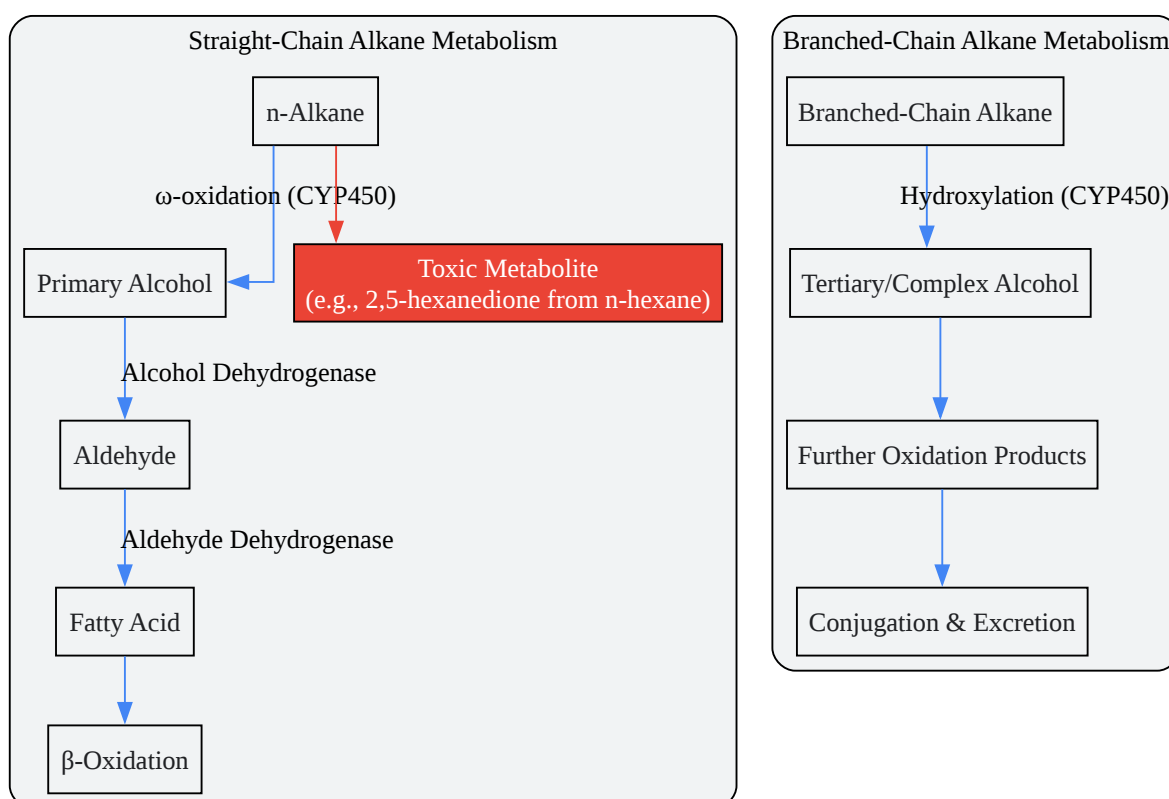 Straight-Chain Alkane Metabolism
n-Alkane
ω-oxidation (CYP450)
Primary Alcohol
Toxic Metabolite
(e.g., 2,5-hexanedione from n-hexane)
Alcohol Dehydrogenase
Aldehyde
Aldehyde Dehydrogenase
Fatty Acid
β-Oxidation
Branched-Chain Alkane Metabolism
Branched-Chain Alkane
Hydroxylation (CYP450)
Tertiary/Complex Alcohol
Further Oxidation Products
Conjugation & Excretion